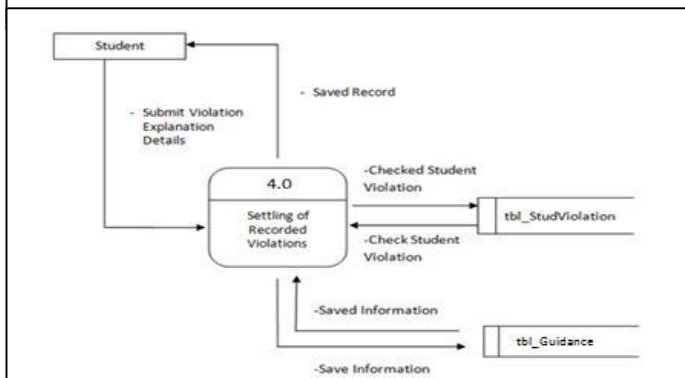 Student
- Saved Record
- Submit Violation
Explanation
Details
4.0
Settling of
Recorded
Violations
-Checked Student
Violation
tbl_StudViolation
-Check Student
Violation
-Saved Information
tbl_Guidance
-Save Information